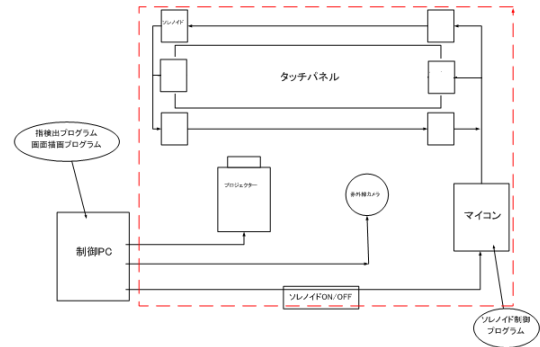 ソレノイド
タッチパネル
指検出プログラム
画面描画プログラム
プロジェクター
赤外線カメラ
マイコン
制御PC
ソレノイドON/OFF
ソレノイド制御
プログラム